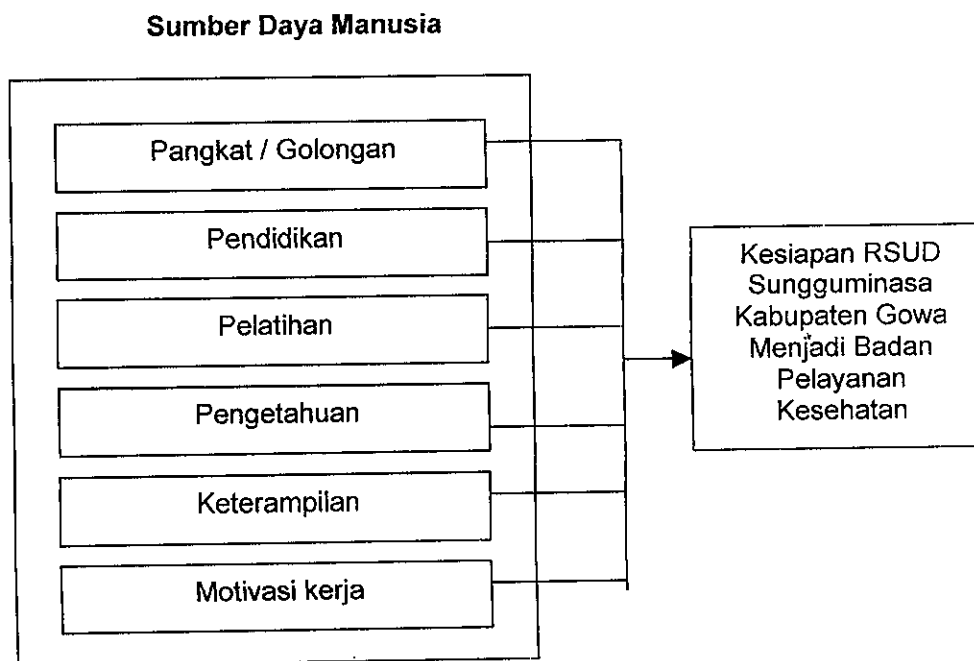 Sumber Daya Manusia
Pangkat / Golongan
Pendidikan
Pelatihan
Pengetahuan
Keterampilan
Motivasi kerja
Kesiapan RSUD
Sungguminasa
Kabupaten Gowa
Menjadi Badan
Pelayanan
Kesehatan